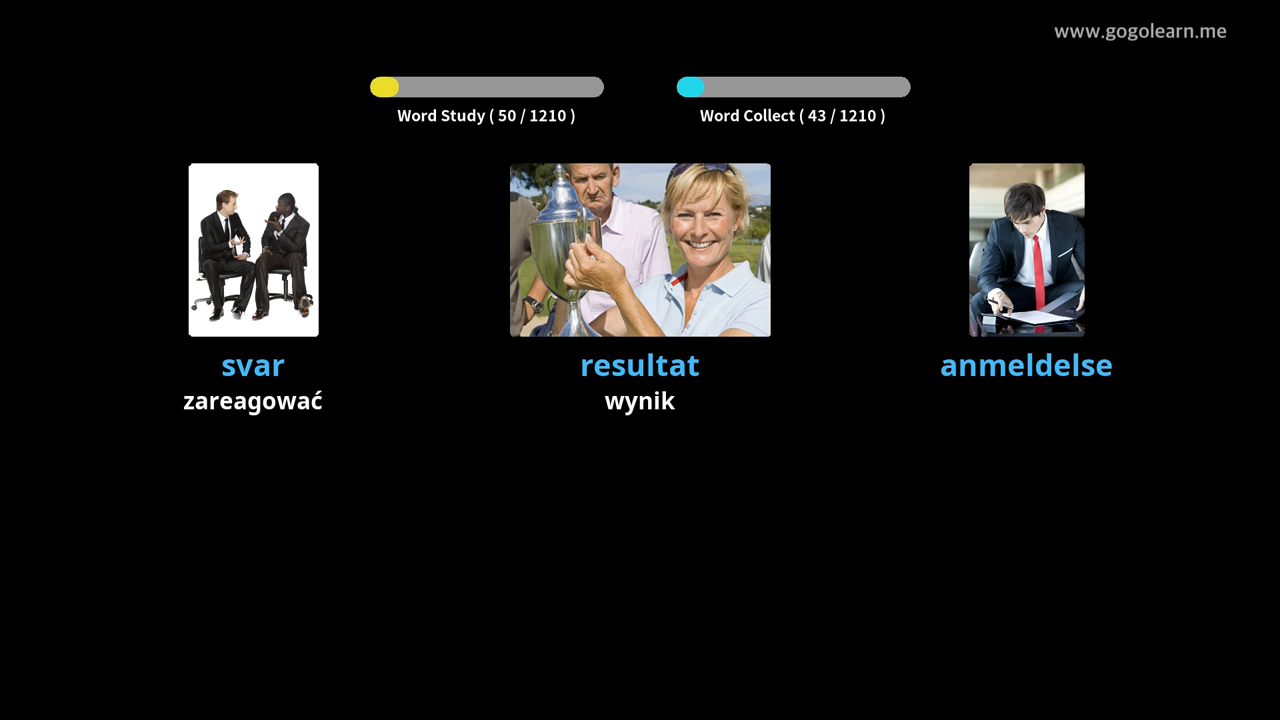 www.gogolearn.me
Word Study ( 50 / 1210 )
Word Collect ( 43 / 1210 )
svar
resultat
anmeldelse
zareagować
wynik